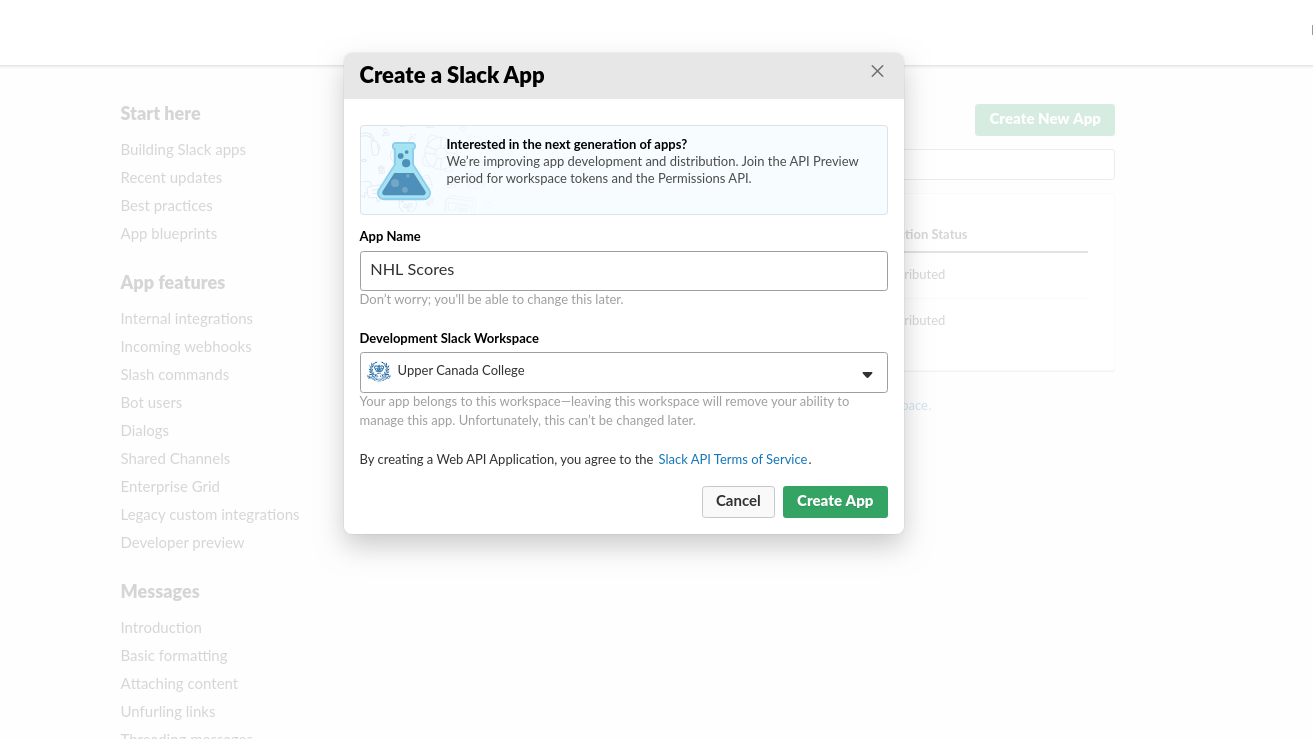 Create a Slack App
Interested in the next generation of apps?
We're improving app development and distribution. Join the API Preview
period for workspace tokens and the Permissions API.
App Name
NHL Scores
Don't worry; you'll be able to change this later.
Development Slack Workspace
Upper Canada College
Your app belongs to this workspace—leaving this workspace will remove your ability to
manage this app. Unfortunately, this can't be changed later.
By creating a Web API Application, you agree to the Slack API Terms of Service.
Cancel
Create App
Start here
Building Slack apps
Recent updates
Best practices
App blueprints
App features
Internal integrations
Incoming webhooks
Slash commands
Bot users
Dialogs
Shared Channels
Enterprise Grid
Legacy custom integrations
Developer preview
Messages
Introduction
Basic formatting
Attaching content
Unfurling links
Threading messages
Create New App
tion Status
ributed
ributed
pace.